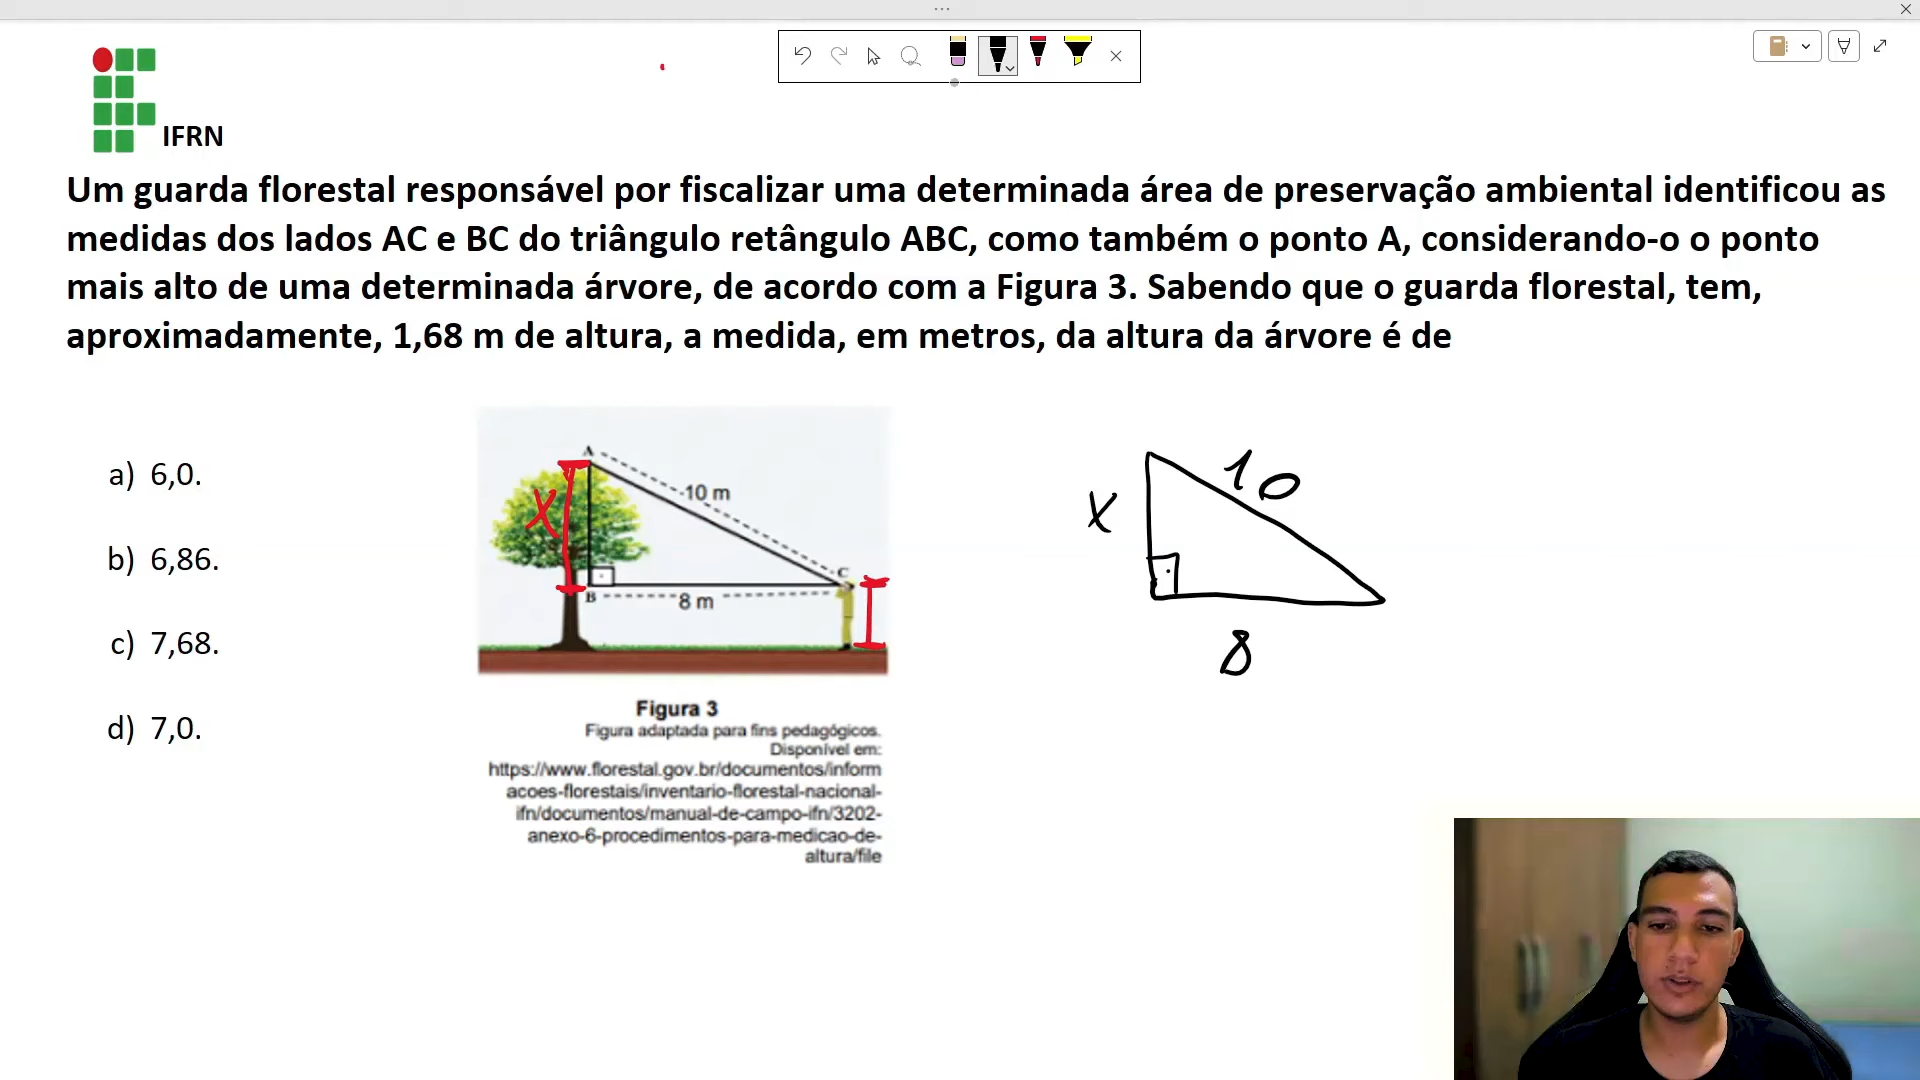 IFRN
Um guarda florestal responsável por fiscalizar uma determinada área de preservação ambiental identificou as
medidas dos lados AC e BC do triângulo retângulo ABC, como também o ponto A, considerando-o o ponto
mais alto de uma determinada árvore, de acordo com a Figura 3. Sabendo que o guarda florestal, tem,
aproximadamente, 1,68 m de altura, a medida, em metros, da altura da árvore é de
a) 6,0.
b) 6,86.
c) 7,68.
d) 7,0.
A
10 m
X
C
B
8 m
Figura 3
Figura adaptada para fins pedagógicos.
Disponível em:
https://www.florestal.gov.br/documentos/inform
acoes-florestais/inventario-florestal-nacional-
ifn/documentos/manual-de-campo-ifn/3202-
anexo-6-procedimentos-para-medicao-de-
altura/file
10
X
8